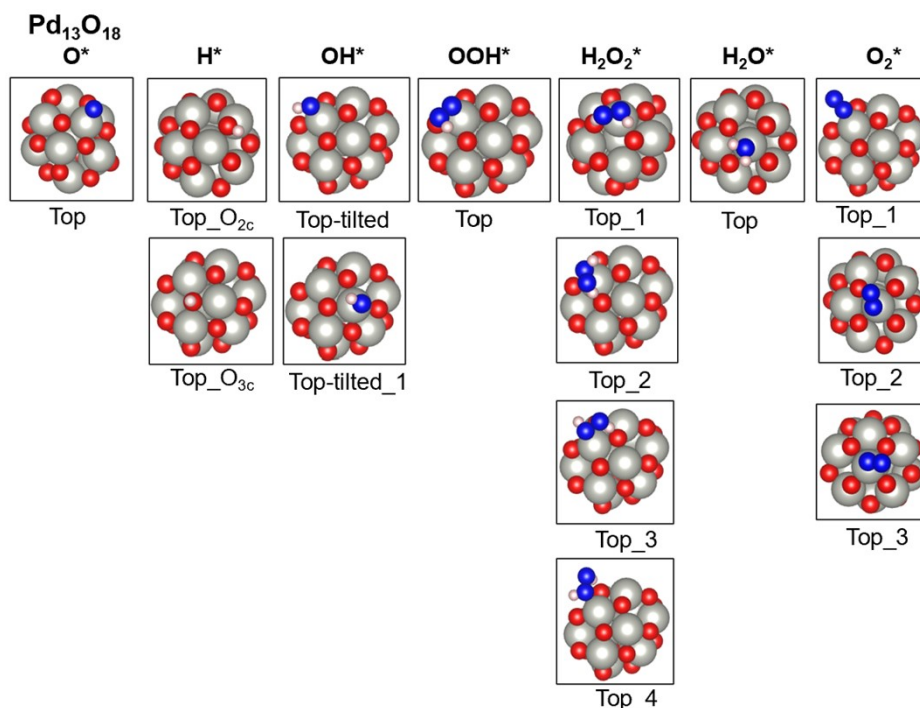 Pd₁₃O₁₈
O* H* OH* OOH* H₂O₂* H₂O* O₂*
Top Top_O₂c Top-tilted Top Top_1 Top Top_1
Top_O₃c Top-tilted_1 Top_2 Top_2
Top_3 Top_3
Top_4